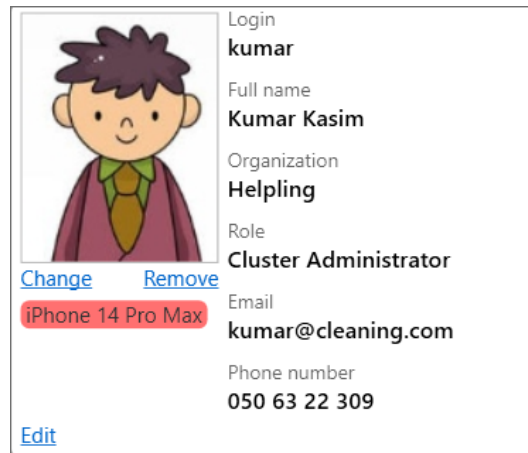 Login
kumar
Full name
Kumar Kasim
Organization
Helpling
Role
Cluster Administrator
Email
kumar@cleaning.com
Phone number
050 63 22 309
Change Remove
iPhone 14 Pro Max
Edit